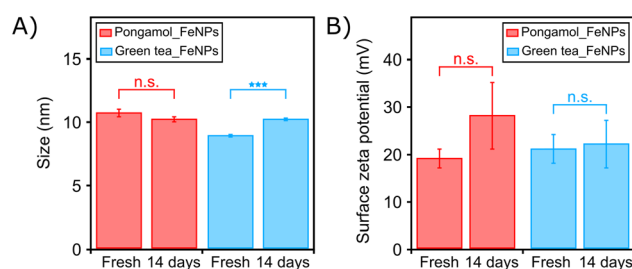 A)
Pongamol_FeNPs
Green tea_FeNPs
n.s.
***
Size (nm)
15
10
5
0
Fresh 14 days Fresh 14 days
B)
Pongamol_FeNPs
Green tea_FeNPs
n.s.
n.s.
Surface zeta potential (mV)
40
30
20
10
0
Fresh 14 days Fresh 14 days